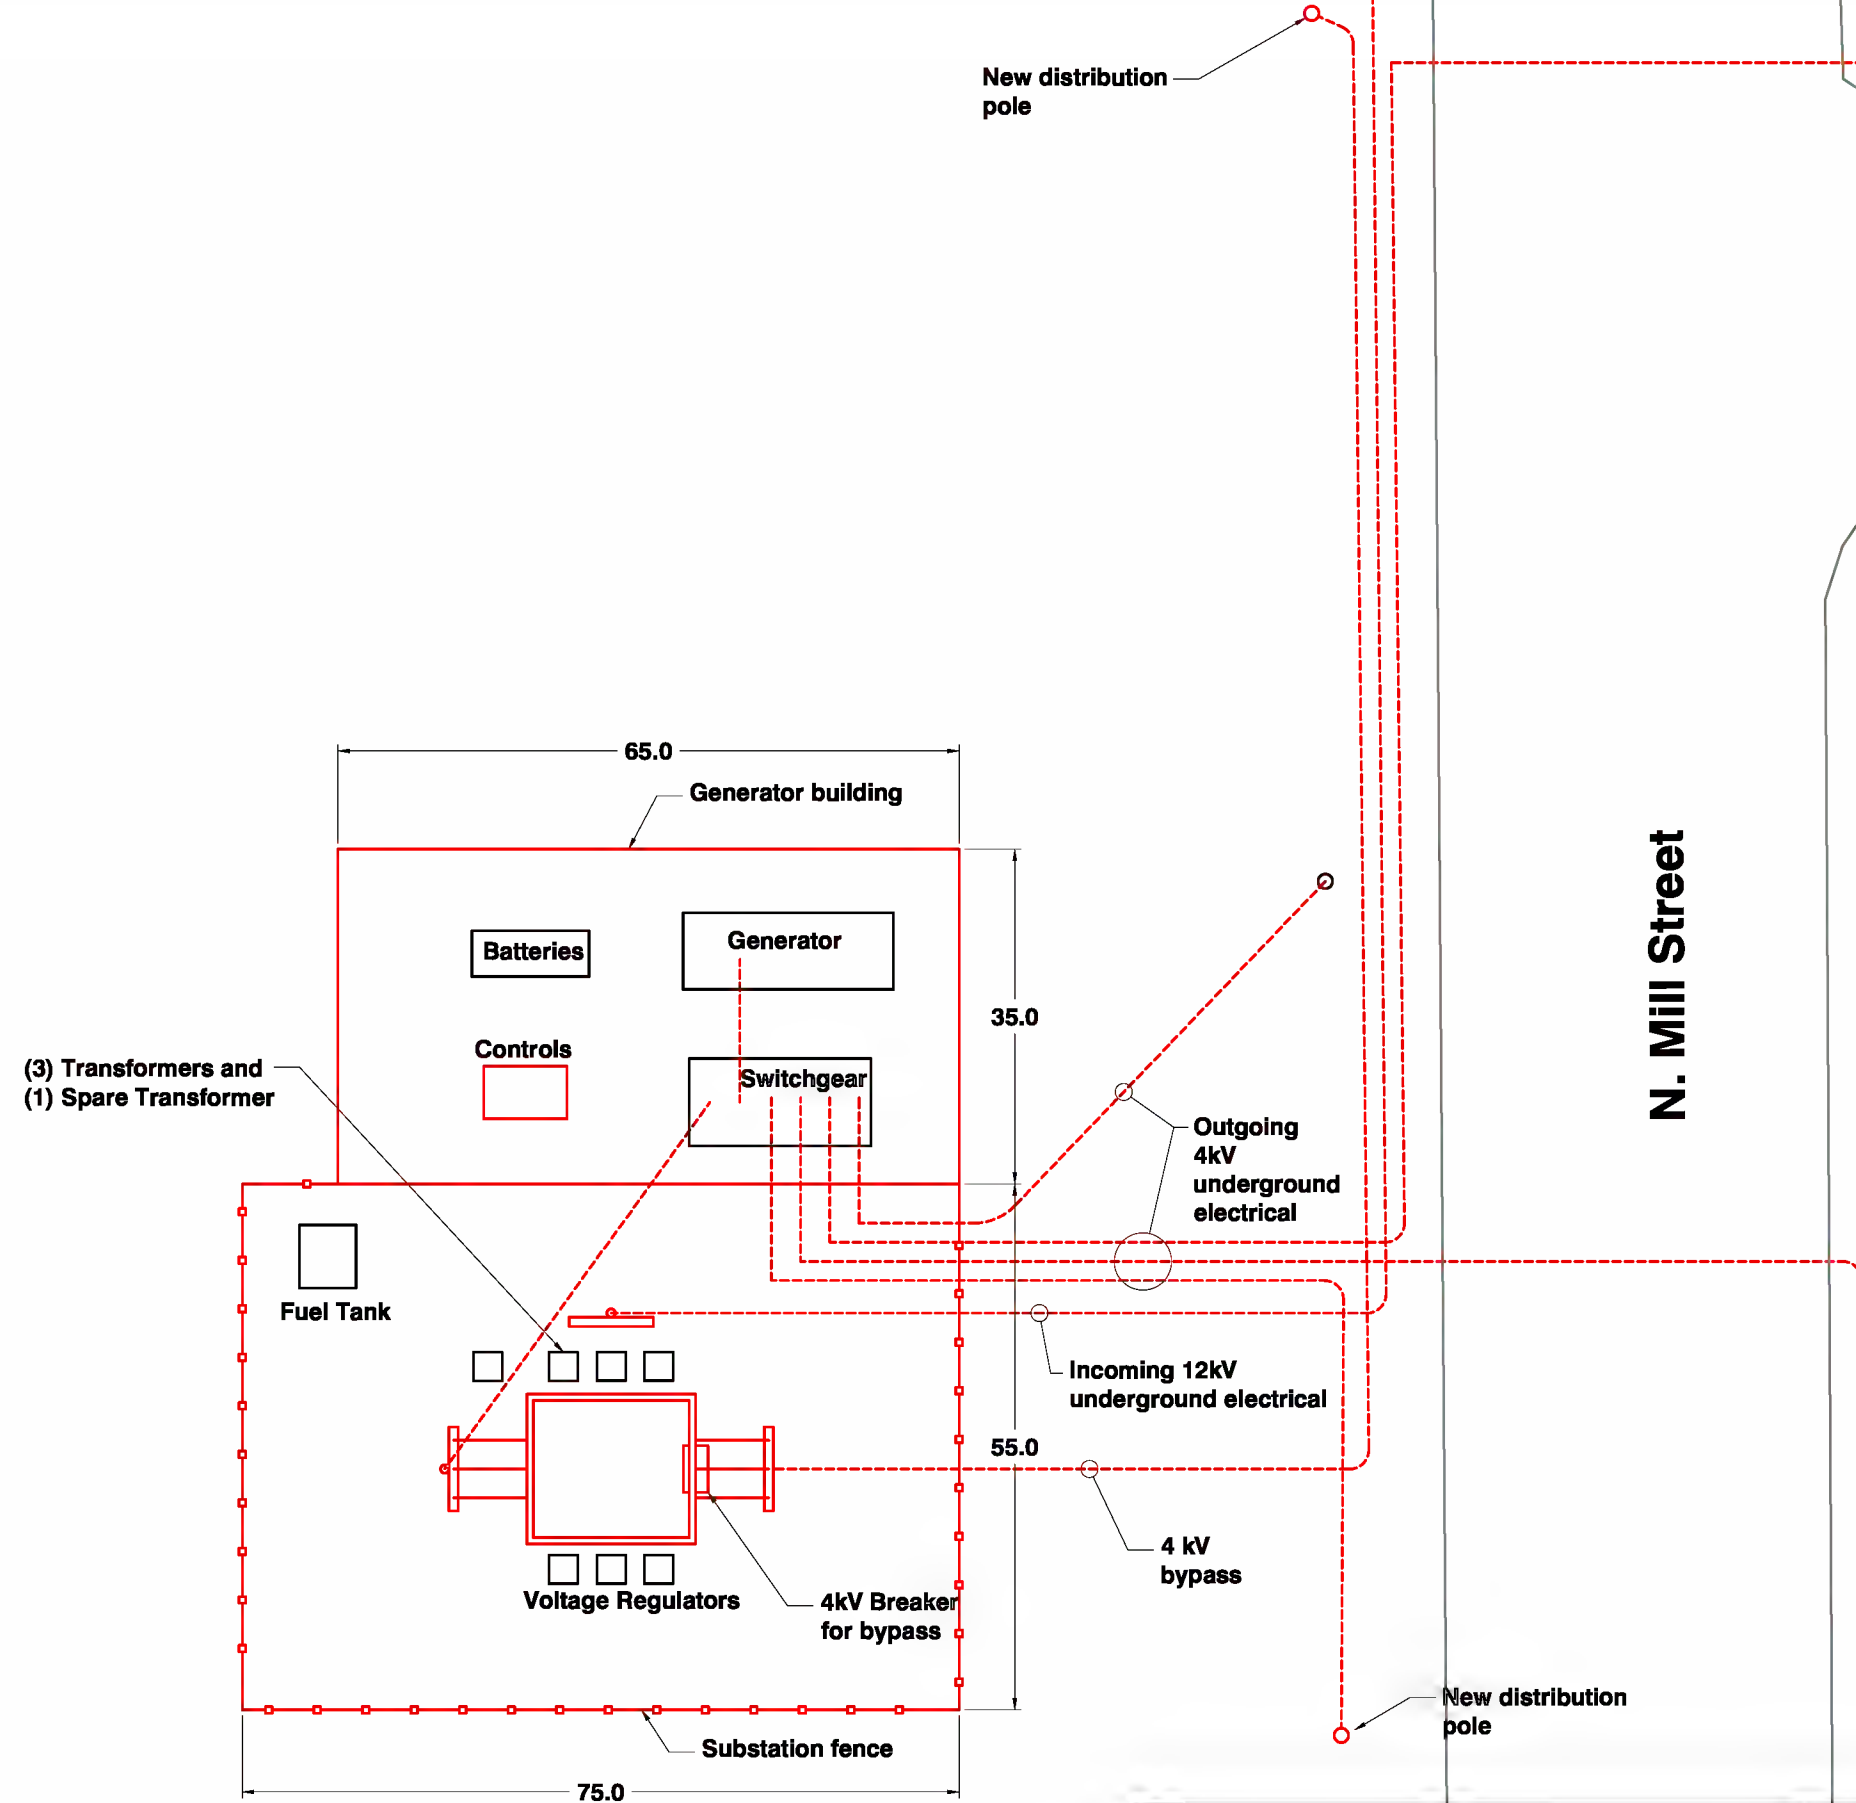 New distribution
pole
65.0
Generator building
Batteries
Generator
35.0
Controls
(3) Transformers and
(1) Spare Transformer
Switchgear
Outgoing
4kV
underground
electrical
N. Mill Street
Fuel Tank
Incoming 12kV
underground electrical
55.0
4 kV
bypass
Voltage Regulators
4kV Breaker
for bypass
New distribution
pole
Substation fence
75.0